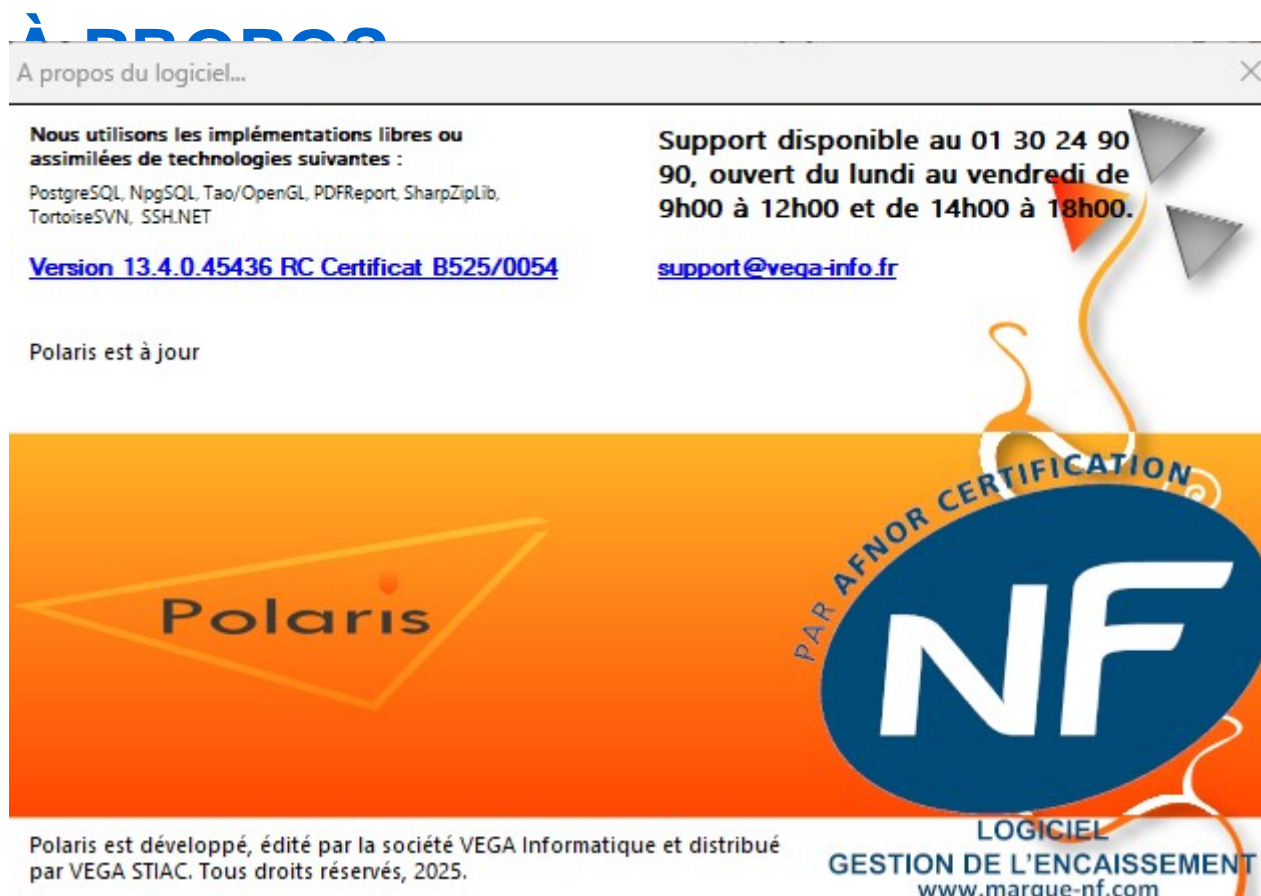 À PROPOS
A propos du logiciel...
Nous utilisons les implémentations libres ou
assimilées de technologies suivantes :
PostgreSQL, NpgSQL, Tao/OpenGL, PDFReport, SharpZipLib,
TortoiseSVN, SSH.NET
Version 13.4.0.45436 RC Certificat B525/0054
Polaris est à jour
Support disponible au 01 30 24 90
90, ouvert du lundi au vendredi de
9h00 à 12h00 et de 14h00 à 18h00.
support@vega-info.fr
Polaris
PAR AFNOR CERTIFICATION
NF
LOGICIEL
GESTION DE L'ENCAISSEMENT
www.marque-nf.com
Polaris est développé, édité par la société VEGA Informatique et distribué
par VEGA STIAC. Tous droits réservés, 2025.